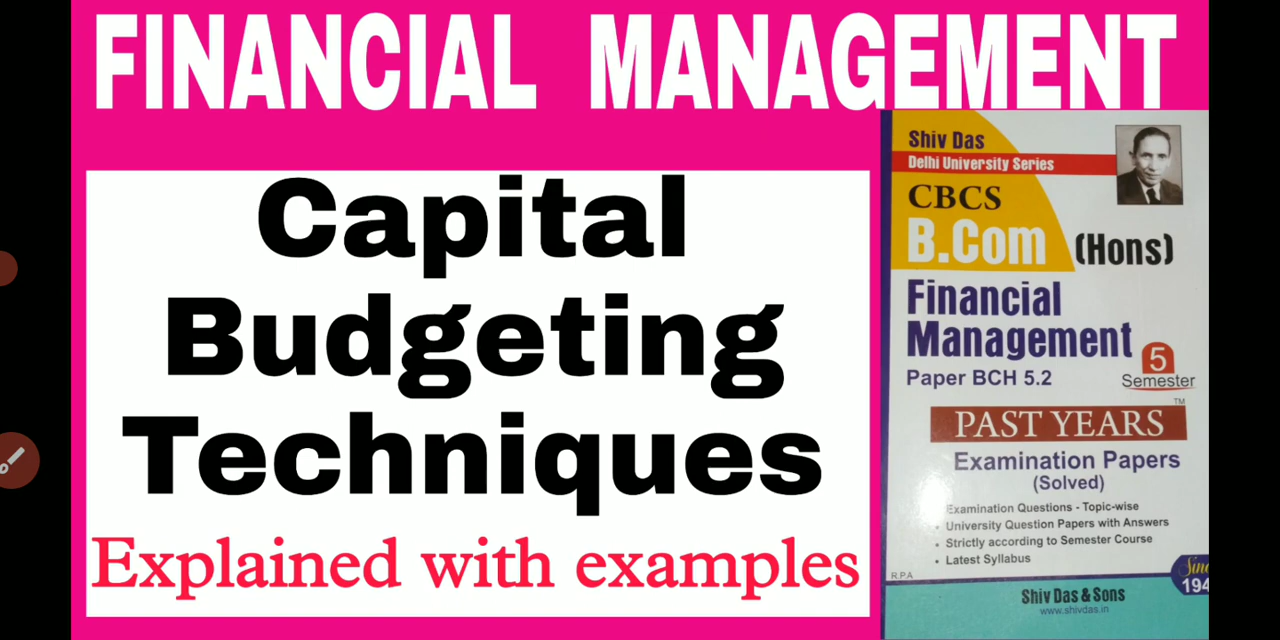 FINANCIAL MANAGEMENT
Capital
Budgeting
Techniques
Explained with examples
Shiv Das
Delhi University Series
CBCS
B.Com (Hons)
Financial
Management
Paper BCH 5.2
5
Semester
TM
PAST YEARS
Examination Papers
(Solved)
Examination Questions - Topic-wise
• University Question Papers with Answers
• Strictly according to Semester Course
• Latest Syllabus
R.P.A
Shiv Das & Sons
www.shivdas.in